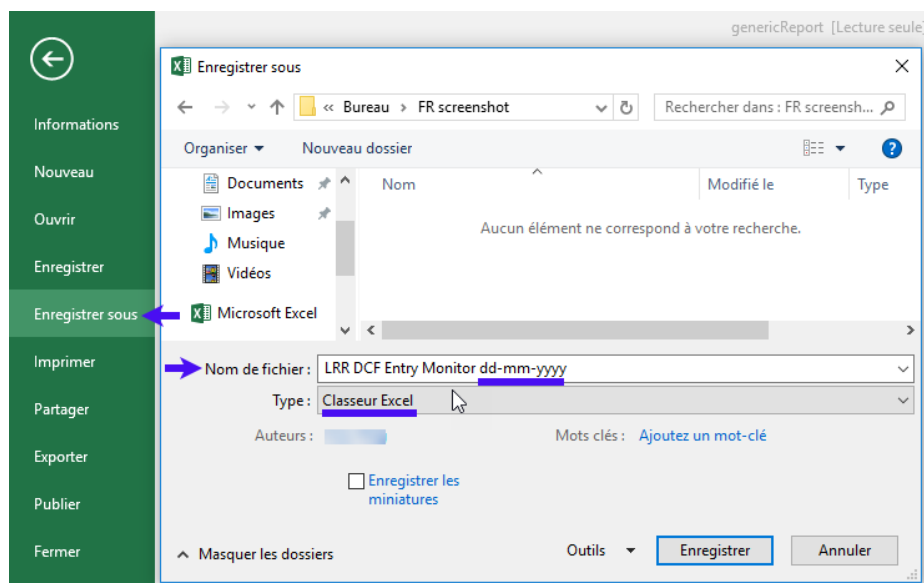 genericReport [Lecture seule]
Informations
Nouveau
Ouvrir
Enregistrer
Enregistrer sous
Imprimer
Partager
Exporter
Publier
Fermer
Enregistrer sous
« Bureau › FR screenshot
Rechercher dans : FR screensh...
Organiser
Nouveau dossier
?
Documents
Images
Musique
Vidéos
Microsoft Excel
Nom
Modifié le
Type
Aucun élément ne correspond à votre recherche.
Nom de fichier : LRR DCF Entry Monitor dd-mm-yyyy
Type : Classeur Excel
Auteurs :
Mots clés : Ajoutez un mot-clé
Enregistrer les
miniatures
Masquer les dossiers
Outils
Enregistrer
Annuler